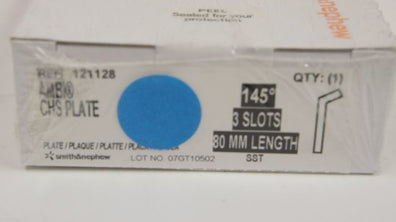 PEEL
Sealed for your
protection
nephew
REF 121128
AMBI®
CHS PLATE
145°
3 SLOTS
80 MM LENGTH
SST
QTY: (1)
PLATE / PLAQUE / PLATTE /
smith&nephew
LOT NO. 07GT10502